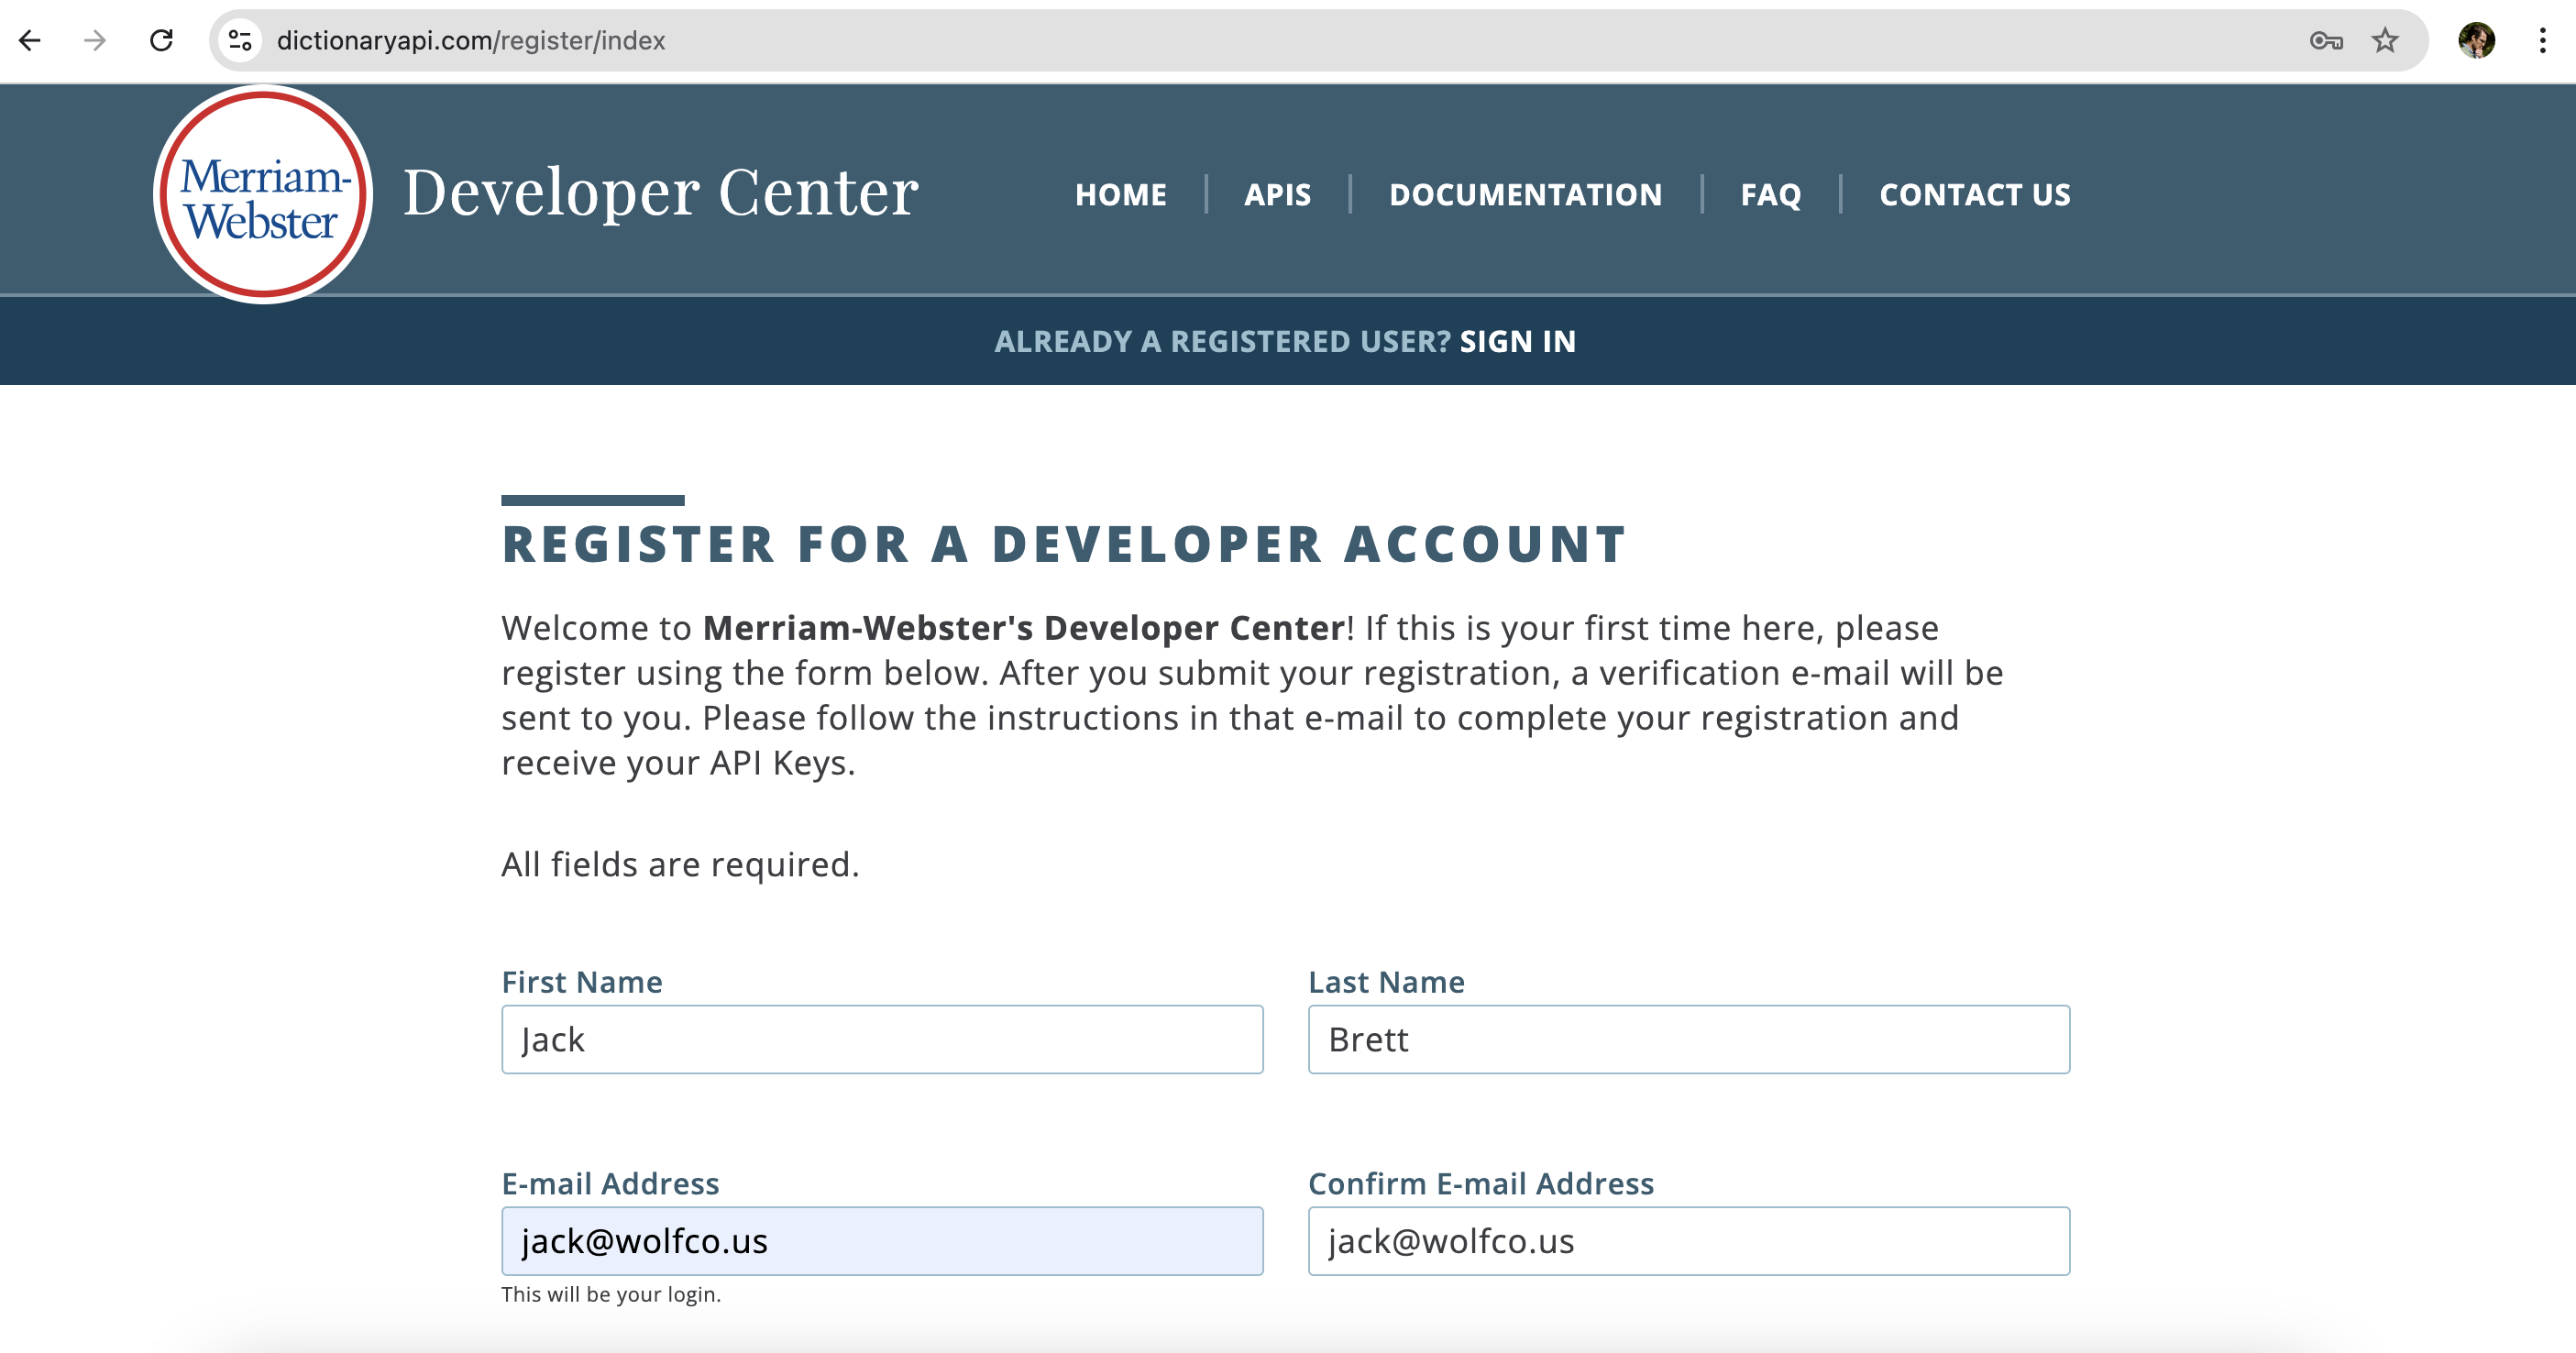 dictionaryapi.com/register/index
Merriam-
Webster
Developer Center
HOME
APIS
DOCUMENTATION
FAQ
CONTACT US
ALREADY A REGISTERED USER? SIGN IN
REGISTER FOR A DEVELOPER ACCOUNT
Welcome to Merriam-Webster's Developer Center! If this is your first time here, please
register using the form below. After you submit your registration, a verification e-mail will be
sent to you. Please follow the instructions in that e-mail to complete your registration and
receive your API Keys.
All fields are required.
First Name
Jack
Last Name
Brett
E-mail Address
jack@wolfco.us
This will be your login.
Confirm E-mail Address
jack@wolfco.us